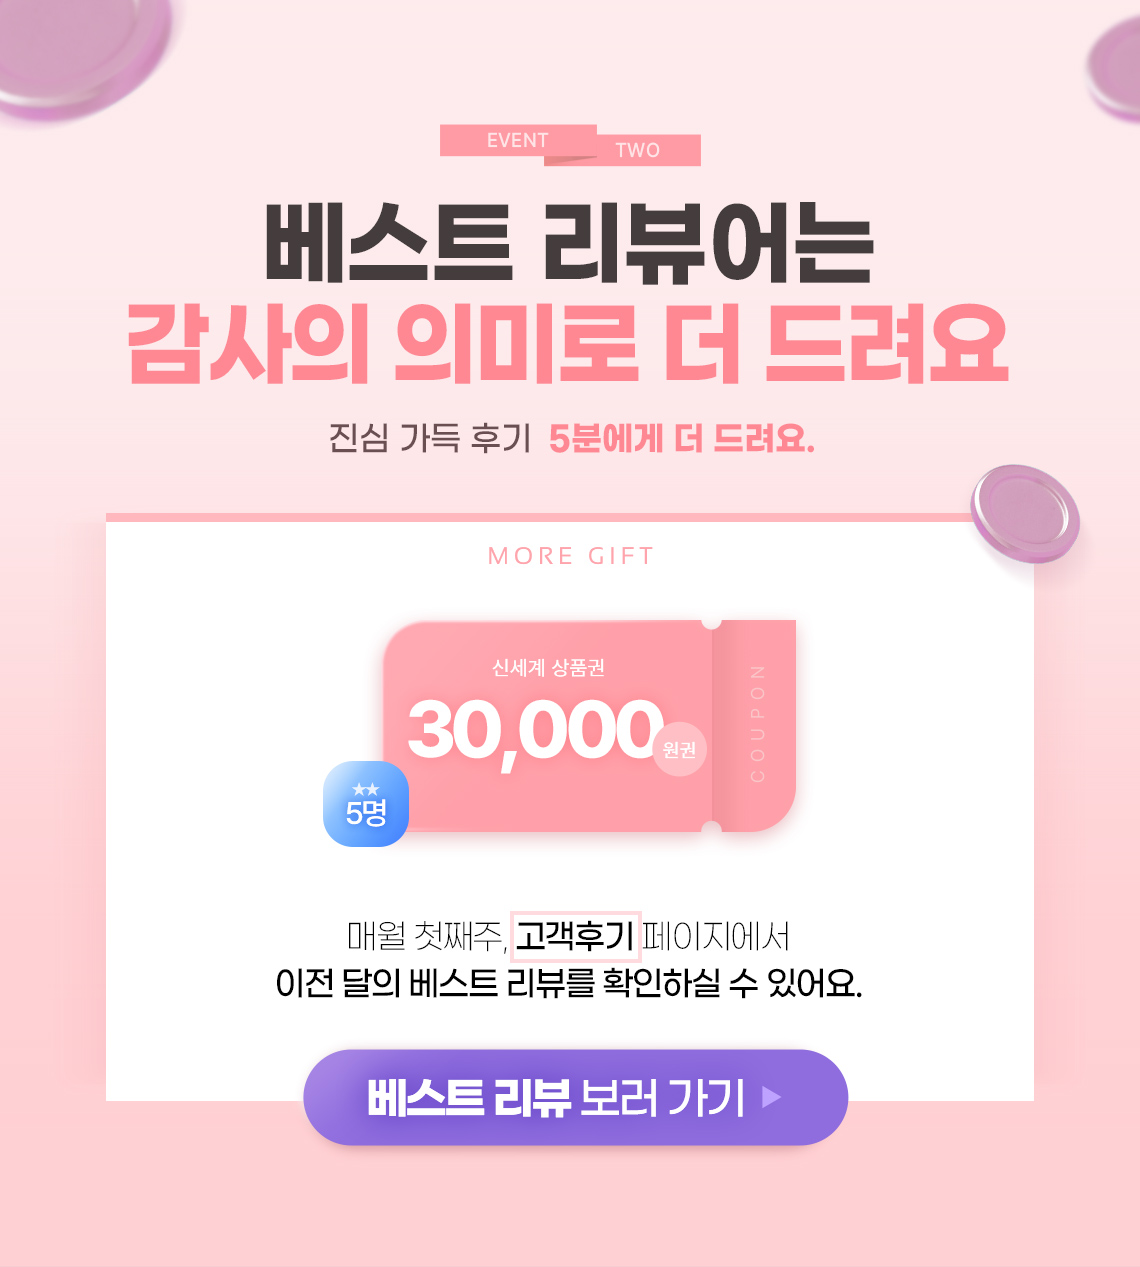 EVENT
TWO
베스트 리뷰어는
감사의 의미로 더 드려요
진심 가득 후기 5분에게 더 드려요.
MORE GIFT
신세계 상품권
30,000
원권
COUPON
★★
5명
매월 첫째주, 고객후기 페이지에서
이전 달의 베스트 리뷰를 확인하실 수 있어요.
베스트 리뷰 보러 가기 ▶